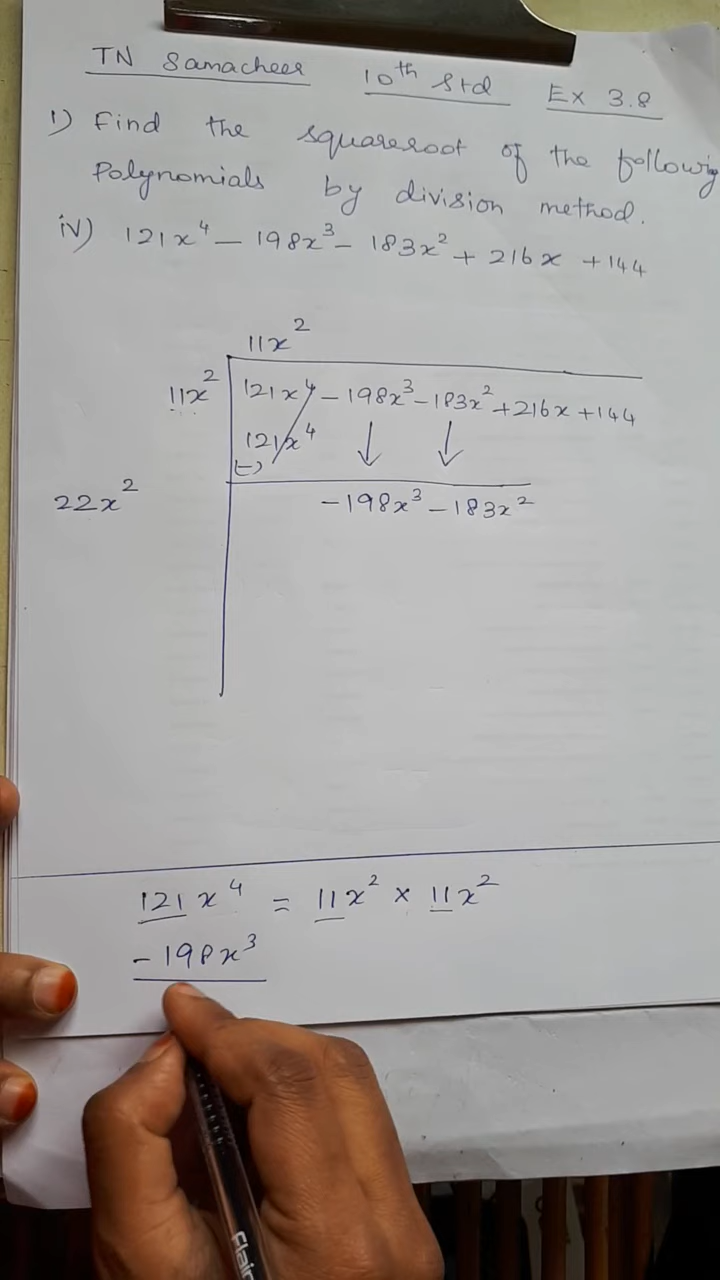 TN Samacheer 10th Std Ex 3.8
1) Find the squareroot of the following
Polynomials by division method.
iv) 121x⁴ - 198x³ - 183x² + 216x + 144
11x²
11x² 121x⁴ - 198x³ - 183x² + 216x + 144
121x⁴
(-)
22x² - 198x³ - 183x²
121x⁴ = 11x² × 11x²
- 198x³
Flair